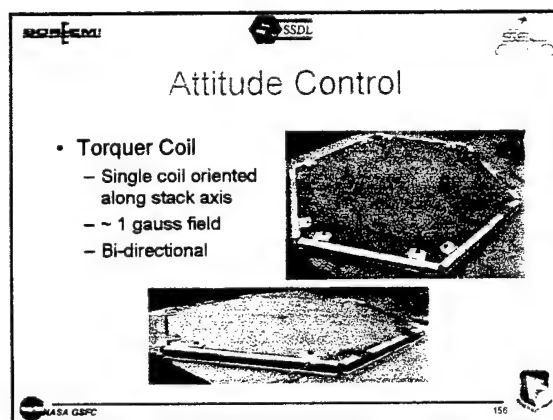 SSDL
Attitude Control
• Torquer Coil
– Single coil oriented
along stack axis
– ~ 1 gauss field
– Bi-directional
NASA GSFC
156